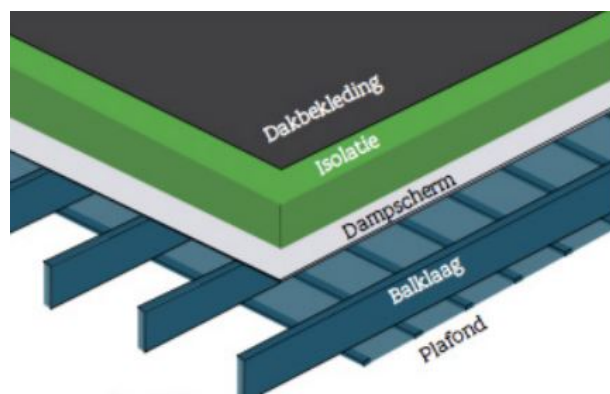 Dakbekleding
Isolatie
Dampscherm
Balklaag
Plafond